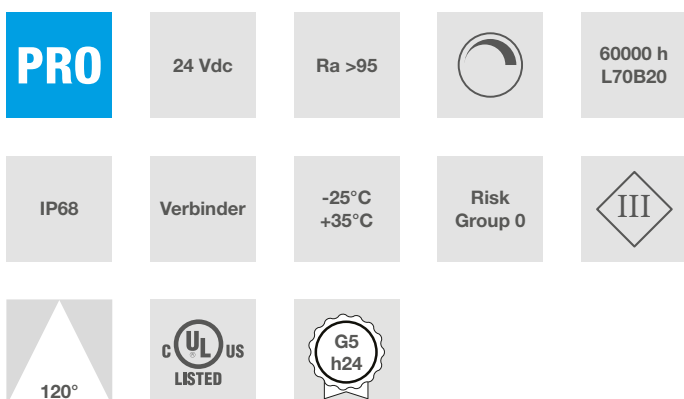 PRO
24 Vdc
Ra >95
60000 h
L70B20
IP68
Verbinder
-25°C
+35°C
Risk
Group 0
III
120°
C UL US
®
LISTED
G5
h24